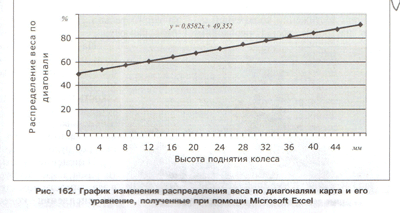 %
y = 0,8582x + 49,352
80
60
40
20
0
Распределение веса по
диагонали
0 4 8 12 16 20 24 28 32 36 40 44 мм
Высота поднятия колеса
Рис. 162. График изменения распределения веса по диагоналям карта и его
уравнение, полученные при помощи Microsoft Excel